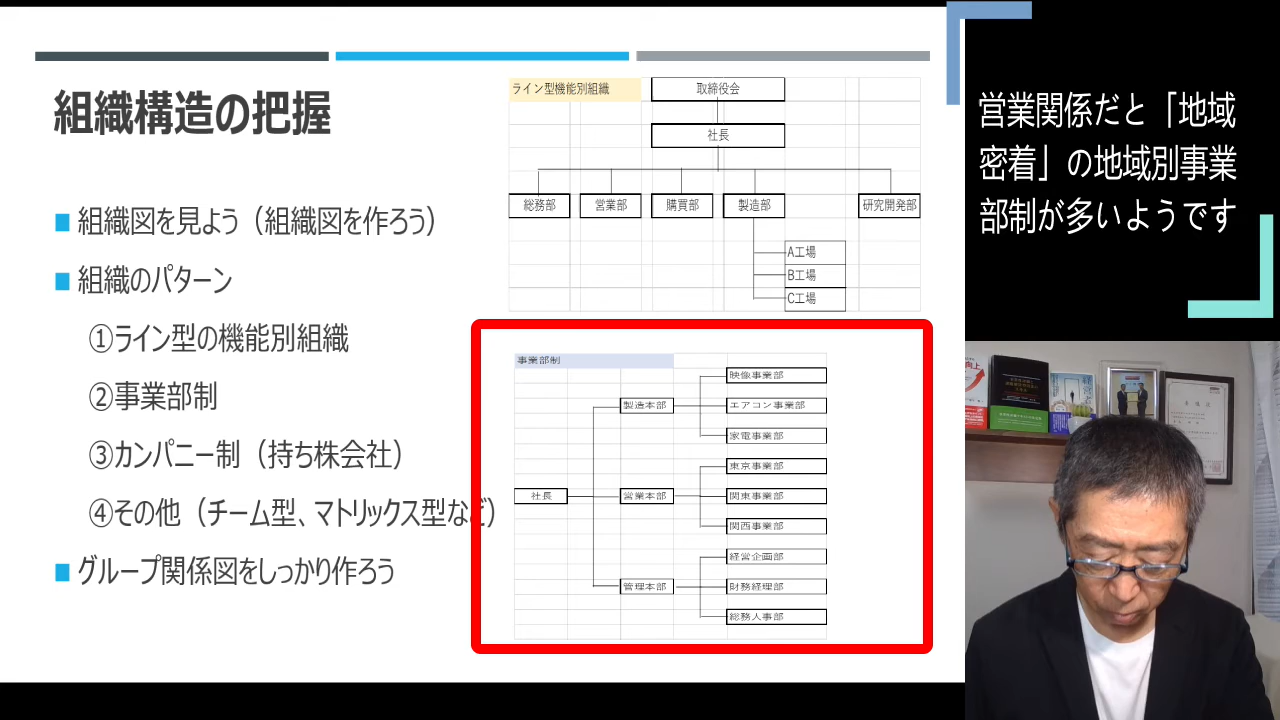 組織構造の把握
組織図を見よう（組織図を作ろう）
組織のパターン
①ライン型の機能別組織
②事業部制
③カンパニー制（持ち株会社）
④その他（チーム型、マトリックス型など）
グループ関係図をしっかり作ろう
ライン型機能別組織
取締役会
社長
総務部
営業部
購買部
製造部
研究開発部
A工場
B工場
C工場
事業部制
社長
製造本部
映像事業部
エアコン事業部
家電事業部
営業本部
東京事業部
関東事業部
関西事業部
管理本部
経営企画部
財務経理部
総務人事部
営業関係だと「地域
密着」の地域別事業
部制が多いようです
向上